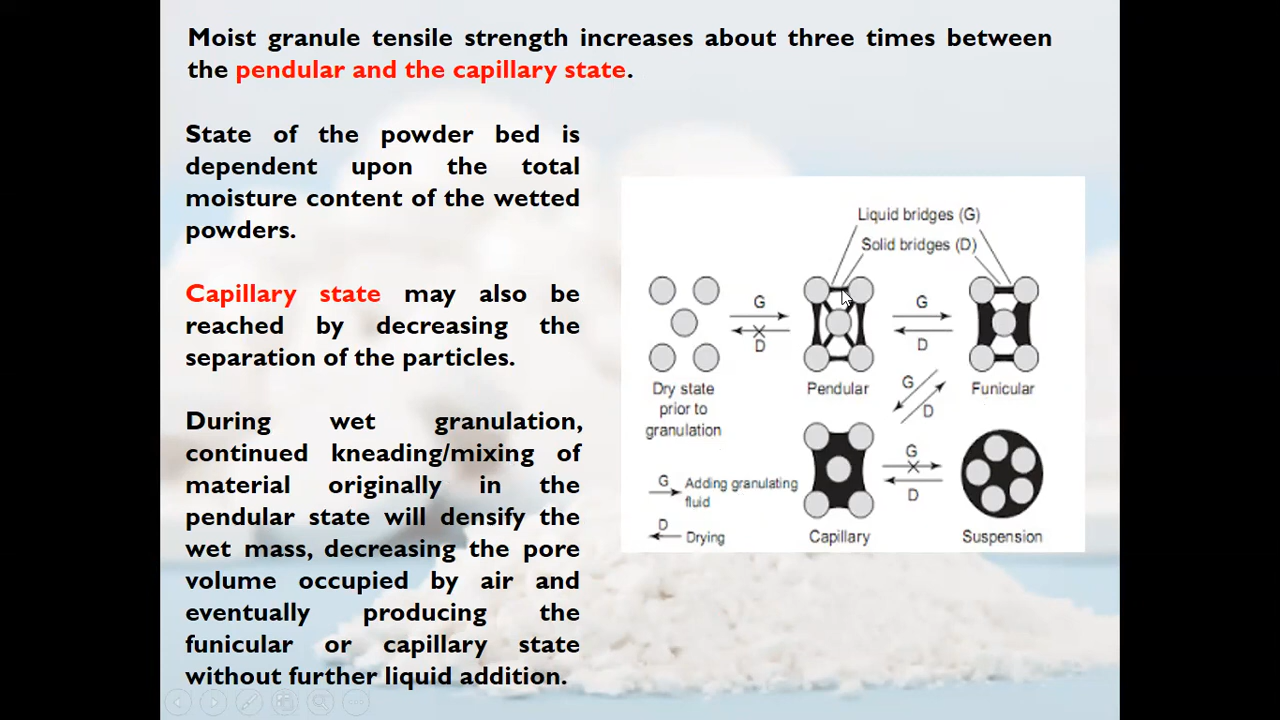 Moist granule tensile strength increases about three times between
the pendular and the capillary state.
State of the powder bed is
dependent upon the total
moisture content of the wetted
powders.
Capillary state may also be
reached by decreasing the
separation of the particles.
During wet granulation,
continued kneading/mixing of
material originally in the
pendular state will densify the
wet mass, decreasing the pore
volume occupied by air and
eventually producing the
funicular or capillary state
without further liquid addition.
Liquid bridges (G)
Solid bridges (D)
G
D
G
D
Dry state
prior to
granulation
Pendular
Funicular
G
D
G
Adding granulating
fluid
D
Drying
G
D
Capillary
Suspension